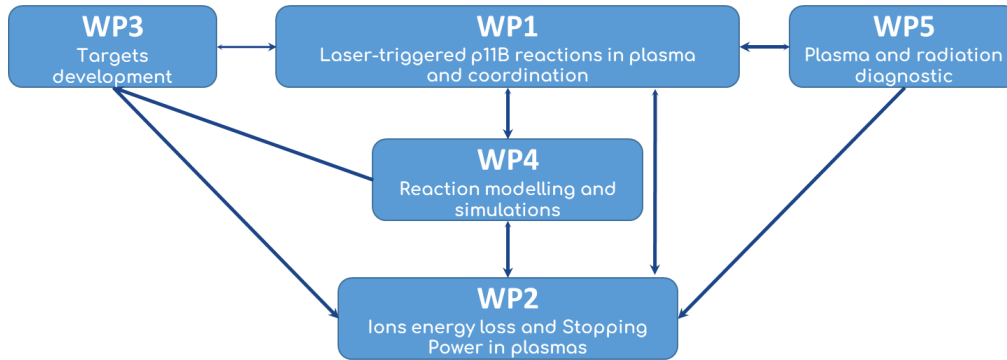 WP3
Targets
development
WP1
Laser-triggered p11B reactions in plasma
and coordination
WP5
Plasma and radiation
diagnostic
WP4
Reaction modelling and
simulations
WP2
Ions energy loss and Stopping
Power in plasmas